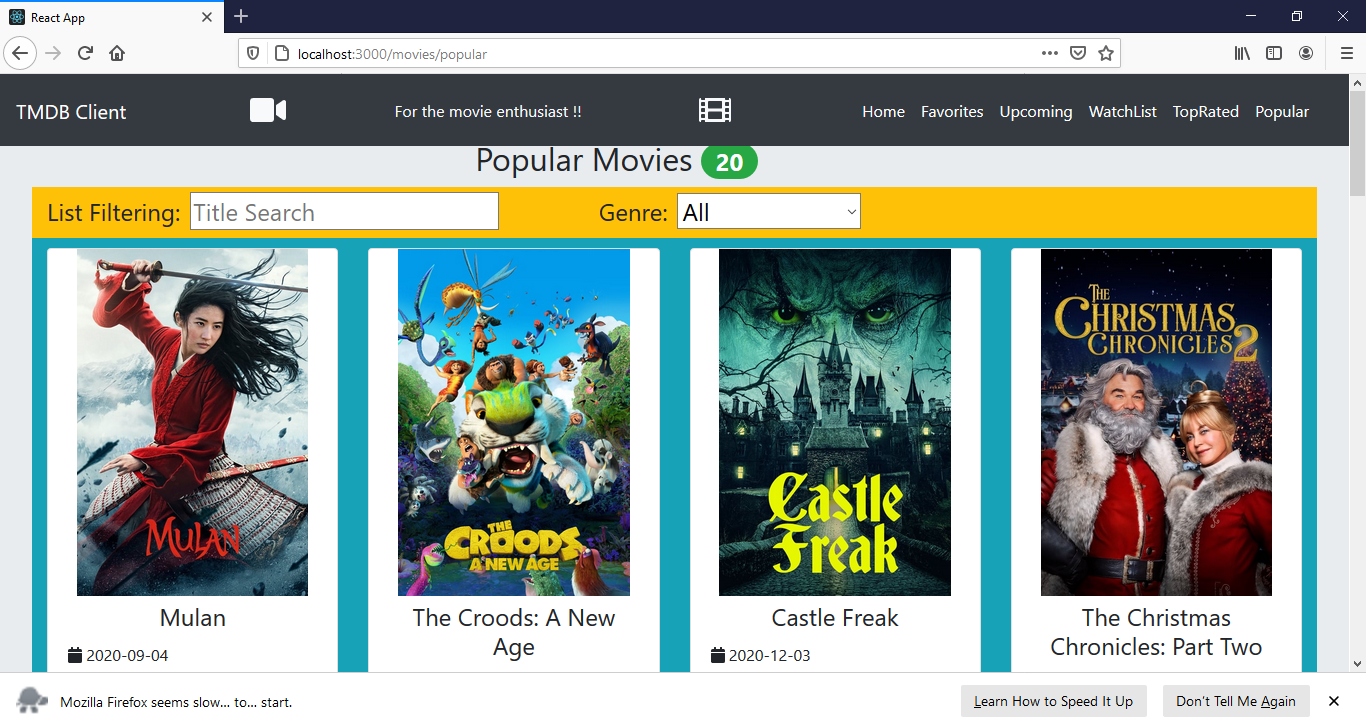 React App
localhost:3000/movies/popular
TMDB Client
For the movie enthusiast !!
Home Favorites Upcoming WatchList TopRated Popular
Popular Movies 20
List Filtering: Title Search Genre: All
MULAN
THE CROODS A NEW AGE
Castle Freak
THE CHRISTMAS CHRONICLES 2
Mulan
2020-09-04
The Croods: A New
Age
Castle Freak
2020-12-03
The Christmas
Chronicles: Part Two
Mozilla Firefox seems slow... to... start.
Learn How to Speed It Up
Don't Tell Me Again